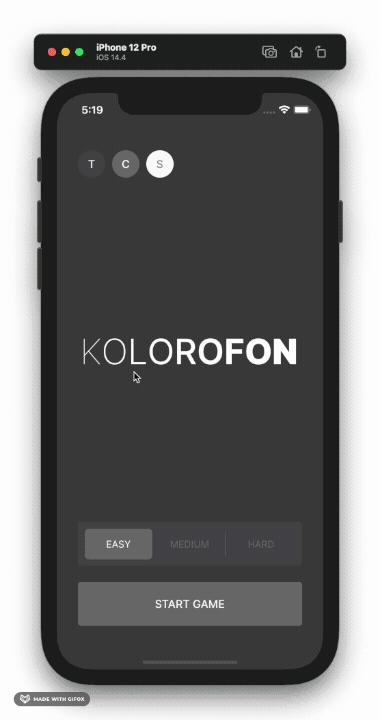 iPhone 12 Pro
iOS 14.4
5:19
T C S
KOLOROFON
EASY MEDIUM HARD
START GAME
MADE WITH GIFOX